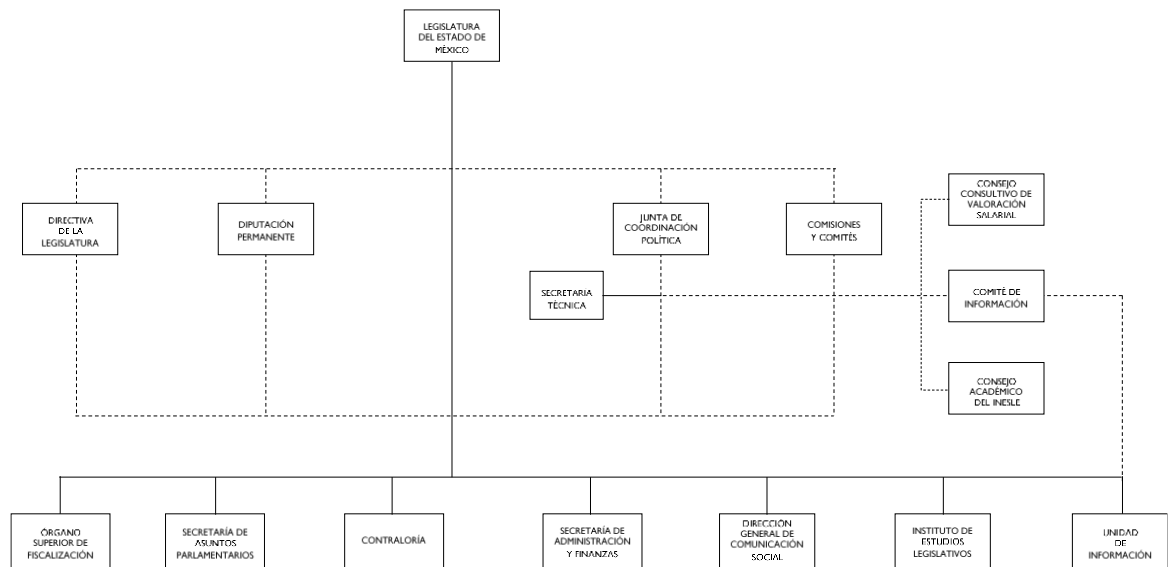 LEGISLATURA
DEL ESTADO DE
MÉXICO
DIRECTIVA
DE LA
LEGISLATURA
DIPUTACIÓN
PERMANENTE
JUNTA DE
COORDINACIÓN
POLÍTICA
COMISIONES
Y COMITÉS
CONSEJO
CONSULTIVO DE
VALORACIÓN
SALARIAL
SECRETARIA
TÉCNICA
COMITÉ DE
INFORMACIÓN
CONSEJO
ACADÉMICO
DEL INESLE
ÓRGANO
SUPERIOR DE
FISCALIZACIÓN
SECRETARÍA DE
ASUNTOS
PARLAMENTARIOS
CONTRALORÍA
SECRETARÍA DE
ADMINISTRACIÓN
Y FINANZAS
DIRECCIÓN
GENERAL DE
COMUNICACIÓN
SOCIAL
INSTITUTO DE
ESTUDIOS
LEGISLATIVOS
UNIDAD
DE
INFORMACIÓN